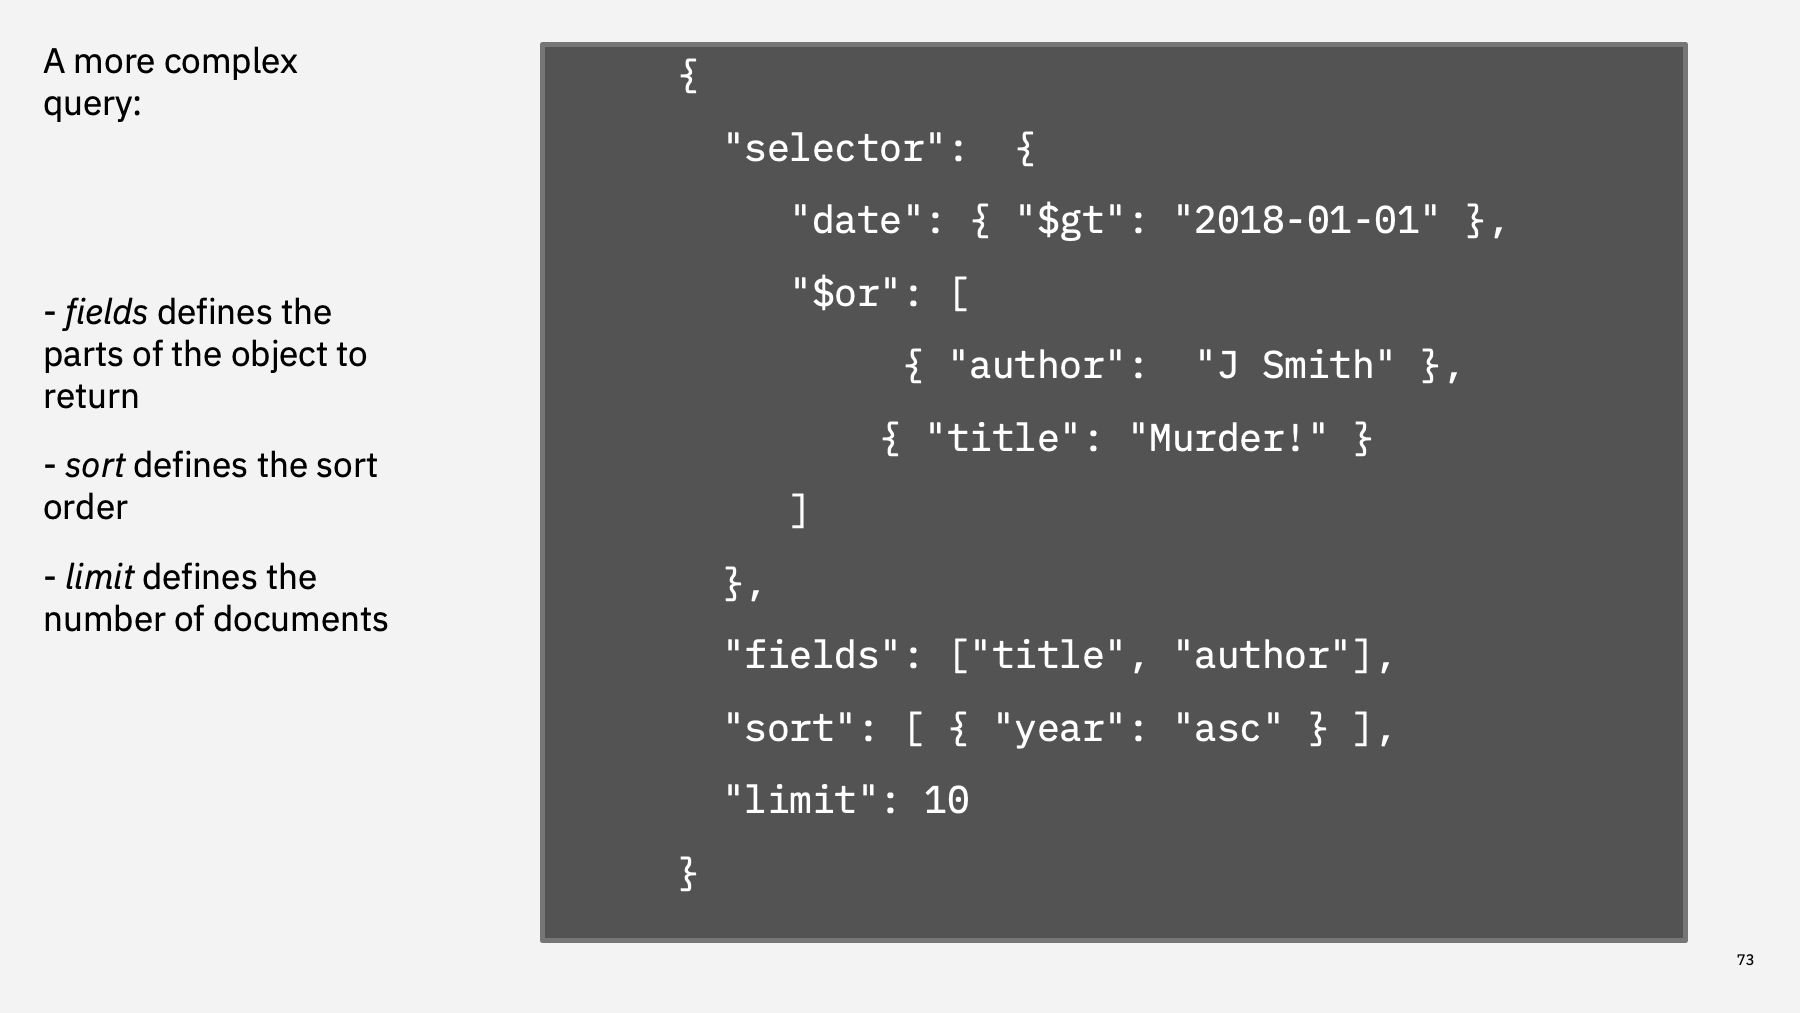 A more complex
query:
- fields defines the
parts of the object to
return
- sort defines the sort
order
- limit defines the
number of documents
{
"selector":  {
"date": { "$gt": "2018-01-01" },
"$or": [
{ "author":  "J Smith" },
{ "title": "Murder!" }
]
},
"fields": ["title", "author"],
"sort": [ { "year": "asc" } ],
"limit": 10
}
73